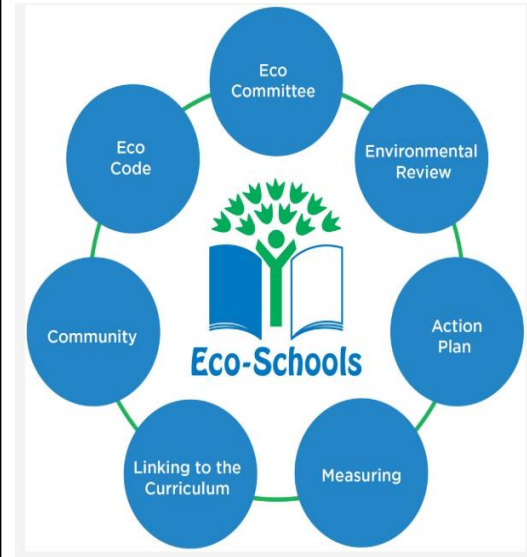 Eco
Committee
Environmental
Review
Action
Plan
Measuring
Linking to the
Curriculum
Community
Eco
Code
Eco-Schools